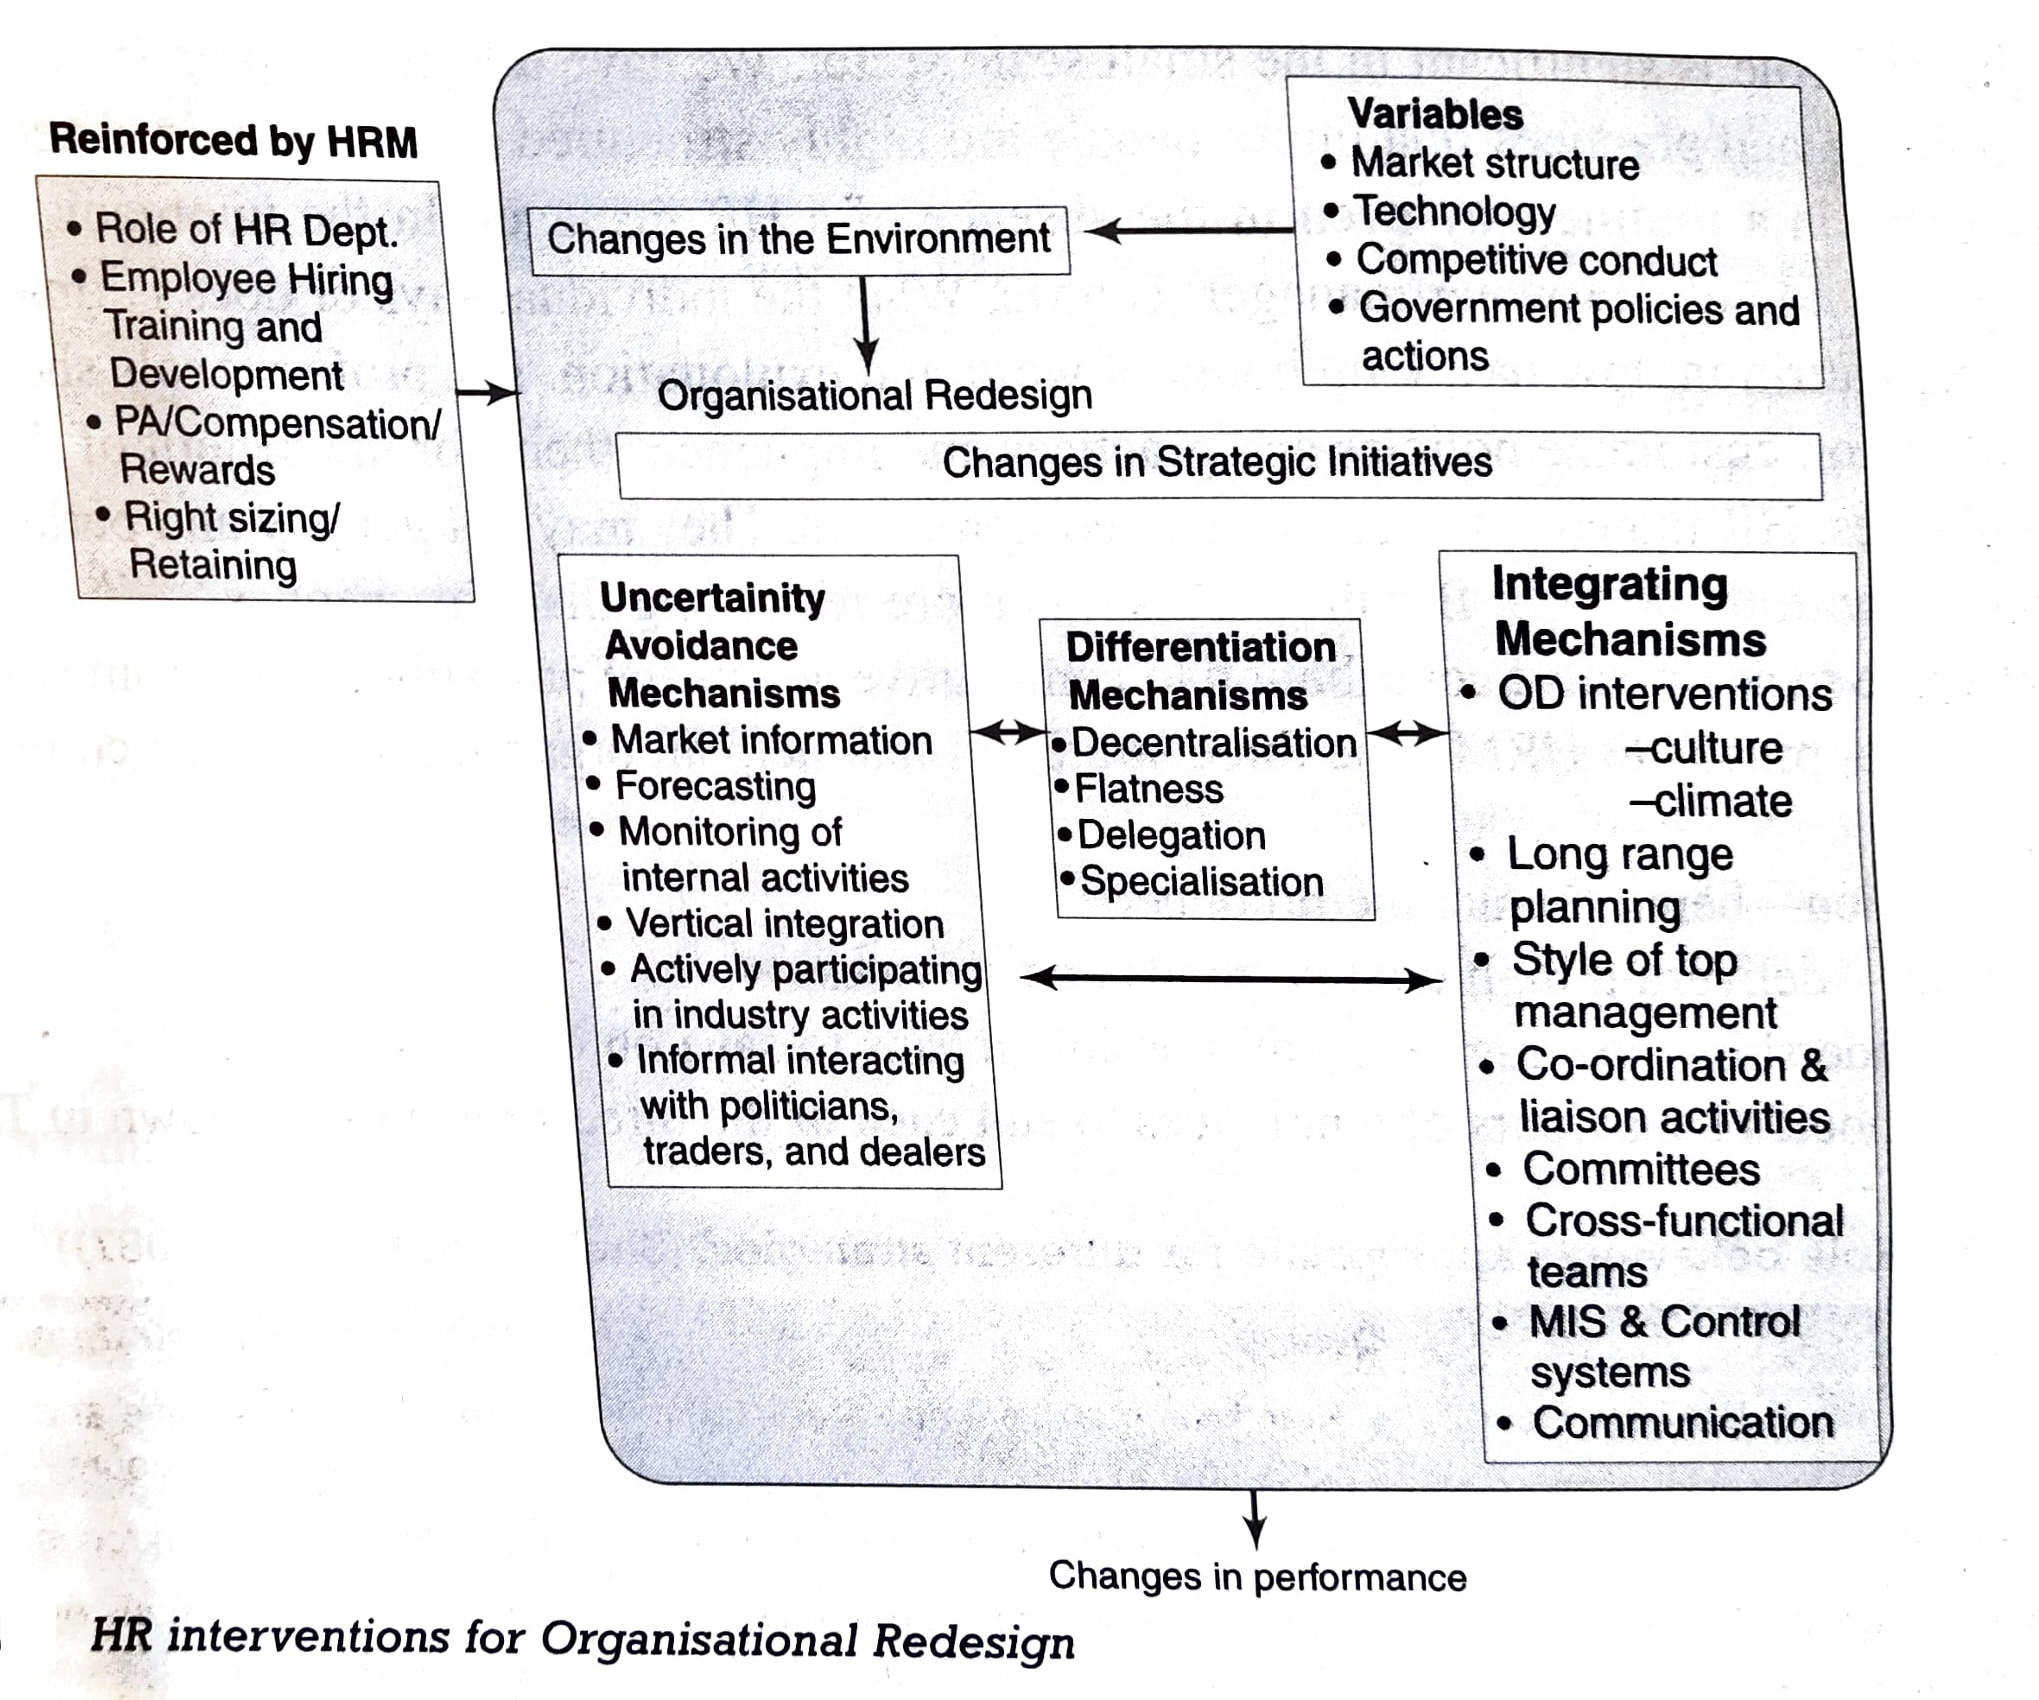 Reinforced by HRM
• Role of HR Dept.
• Employee Hiring
Training and
Development
• PA/Compensation/
Rewards
• Right sizing/
Retaining
Variables
• Market structure
• Technology
• Competitive conduct
• Government policies and
actions
Changes in the Environment
Organisational Redesign
Changes in Strategic Initiatives
Uncertainity
Avoidance
Mechanisms
• Market information
• Forecasting
• Monitoring of
internal activities
• Vertical integration
• Actively participating
in industry activities
• Informal interacting
with politicians,
traders, and dealers
Differentiation
Mechanisms
• Decentralisation
• Flatness
• Delegation
• Specialisation
Integrating
Mechanisms
• OD interventions
–culture
–climate
• Long range
planning
• Style of top
management
• Co-ordination &
liaison activities
• Committees
• Cross-functional
teams
• MIS & Control
systems
• Communication
Changes in performance
HR interventions for Organisational Redesign